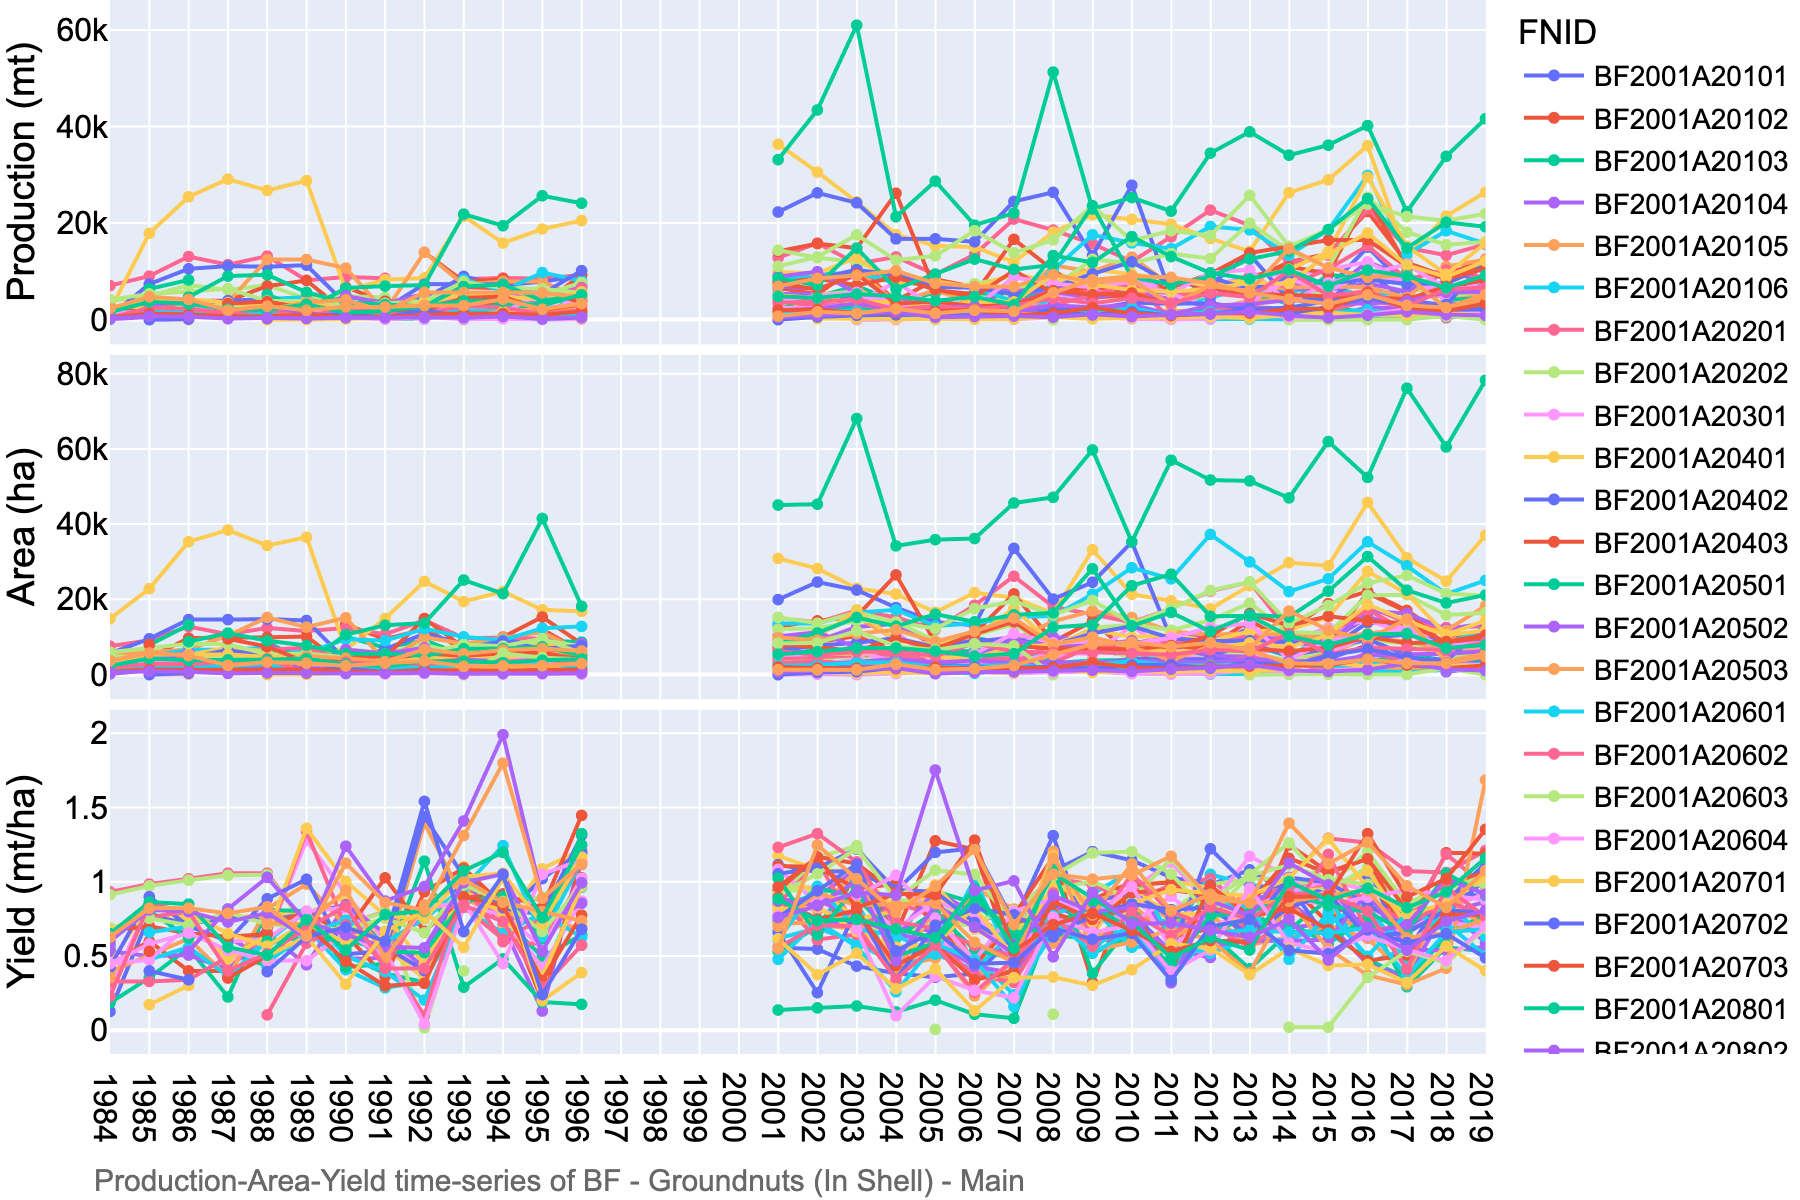 Production (mt)
60k
40k
20k
0
Area (ha)
80k
60k
40k
20k
0
Yield (mt/ha)
2
1.5
1
0.5
0
1984
1985
1986
1987
1988
1989
1990
1991
1992
1993
1994
1995
1996
1997
1998
1999
2000
2001
2002
2003
2004
2005
2006
2007
2008
2009
2010
2011
2012
2013
2014
2015
2016
2017
2018
2019
FNID
BF2001A20101
BF2001A20102
BF2001A20103
BF2001A20104
BF2001A20105
BF2001A20106
BF2001A20201
BF2001A20202
BF2001A20301
BF2001A20401
BF2001A20402
BF2001A20403
BF2001A20501
BF2001A20502
BF2001A20503
BF2001A20601
BF2001A20602
BF2001A20603
BF2001A20604
BF2001A20701
BF2001A20702
BF2001A20703
BF2001A20801
BF2001A20802
Production-Area-Yield time-series of BF - Groundnuts (In Shell) - Main